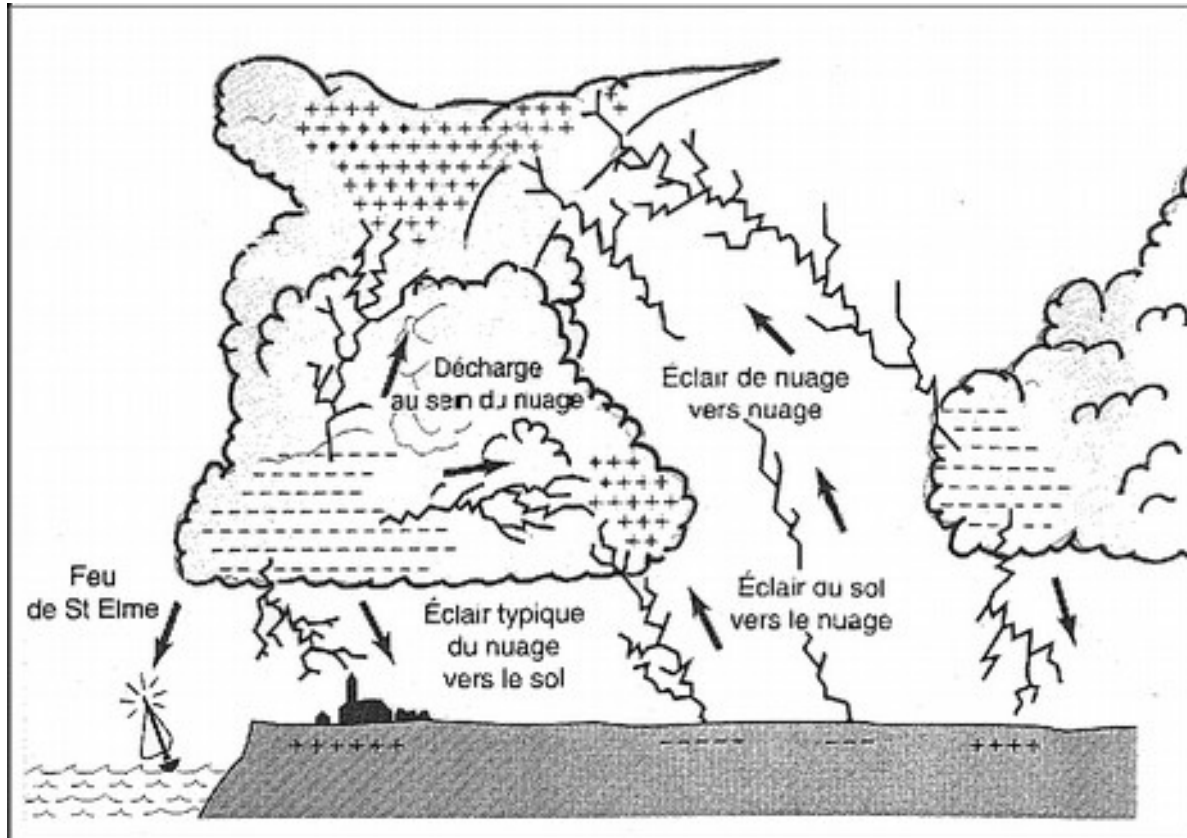 Décharge
au sein du nuage
Éclair de nuage
vers nuage
Feu
de St Elme
Éclair typique
du nuage
vers le sol
Éclair du sol
vers le nuage